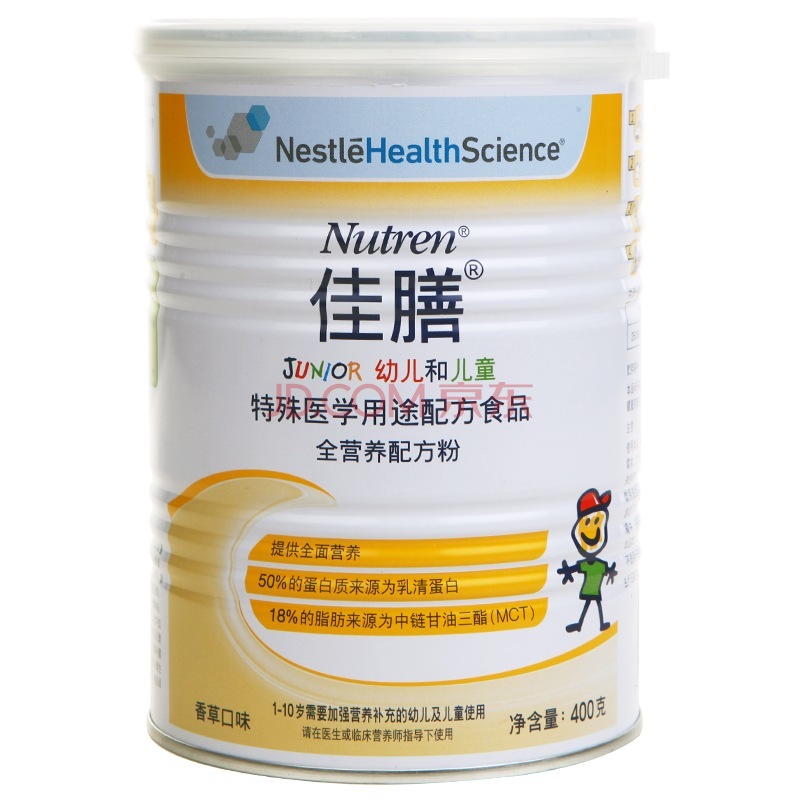 NestléHealthScience®
Nutren®
佳膳®
JUNIOR 幼儿和儿童
JD.COM 京东
特殊医学用途配方食品
全营养配方粉
提供全面营养
50%的蛋白质来源为乳清蛋白
18%的脂肪来源为中链甘油三酯(MCT)
香草口味
1-10岁需要加强营养补充的幼儿及儿童使用
请在医生或临床营养师指导下使用
净含量:400克